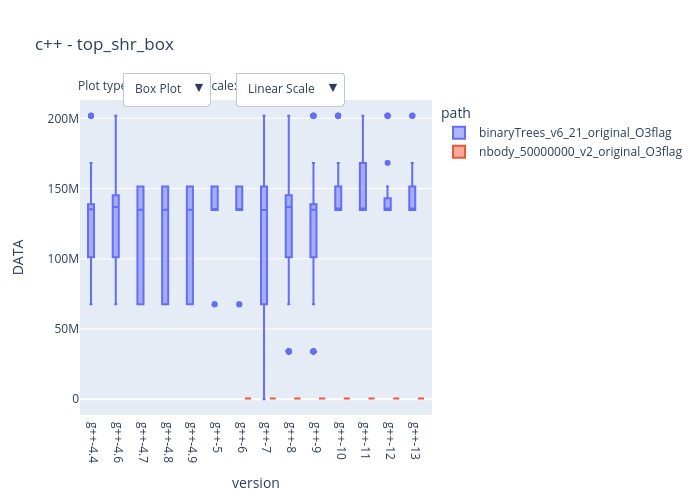 c++ - top_shr_box
Plot type
Box Plot ▼
cale:
Linear Scale ▼
path
binaryTrees_v6_21_original_O3flag
nbody_50000000_v2_original_O3flag
200M
150M
100M
50M
0
DATA
g++-4.4
g++-4.6
g++-4.7
g++-4.8
g++-4.9
g++-5
g++-6
g++-7
g++-8
g++-9
g++-10
g++-11
g++-12
g++-13
version